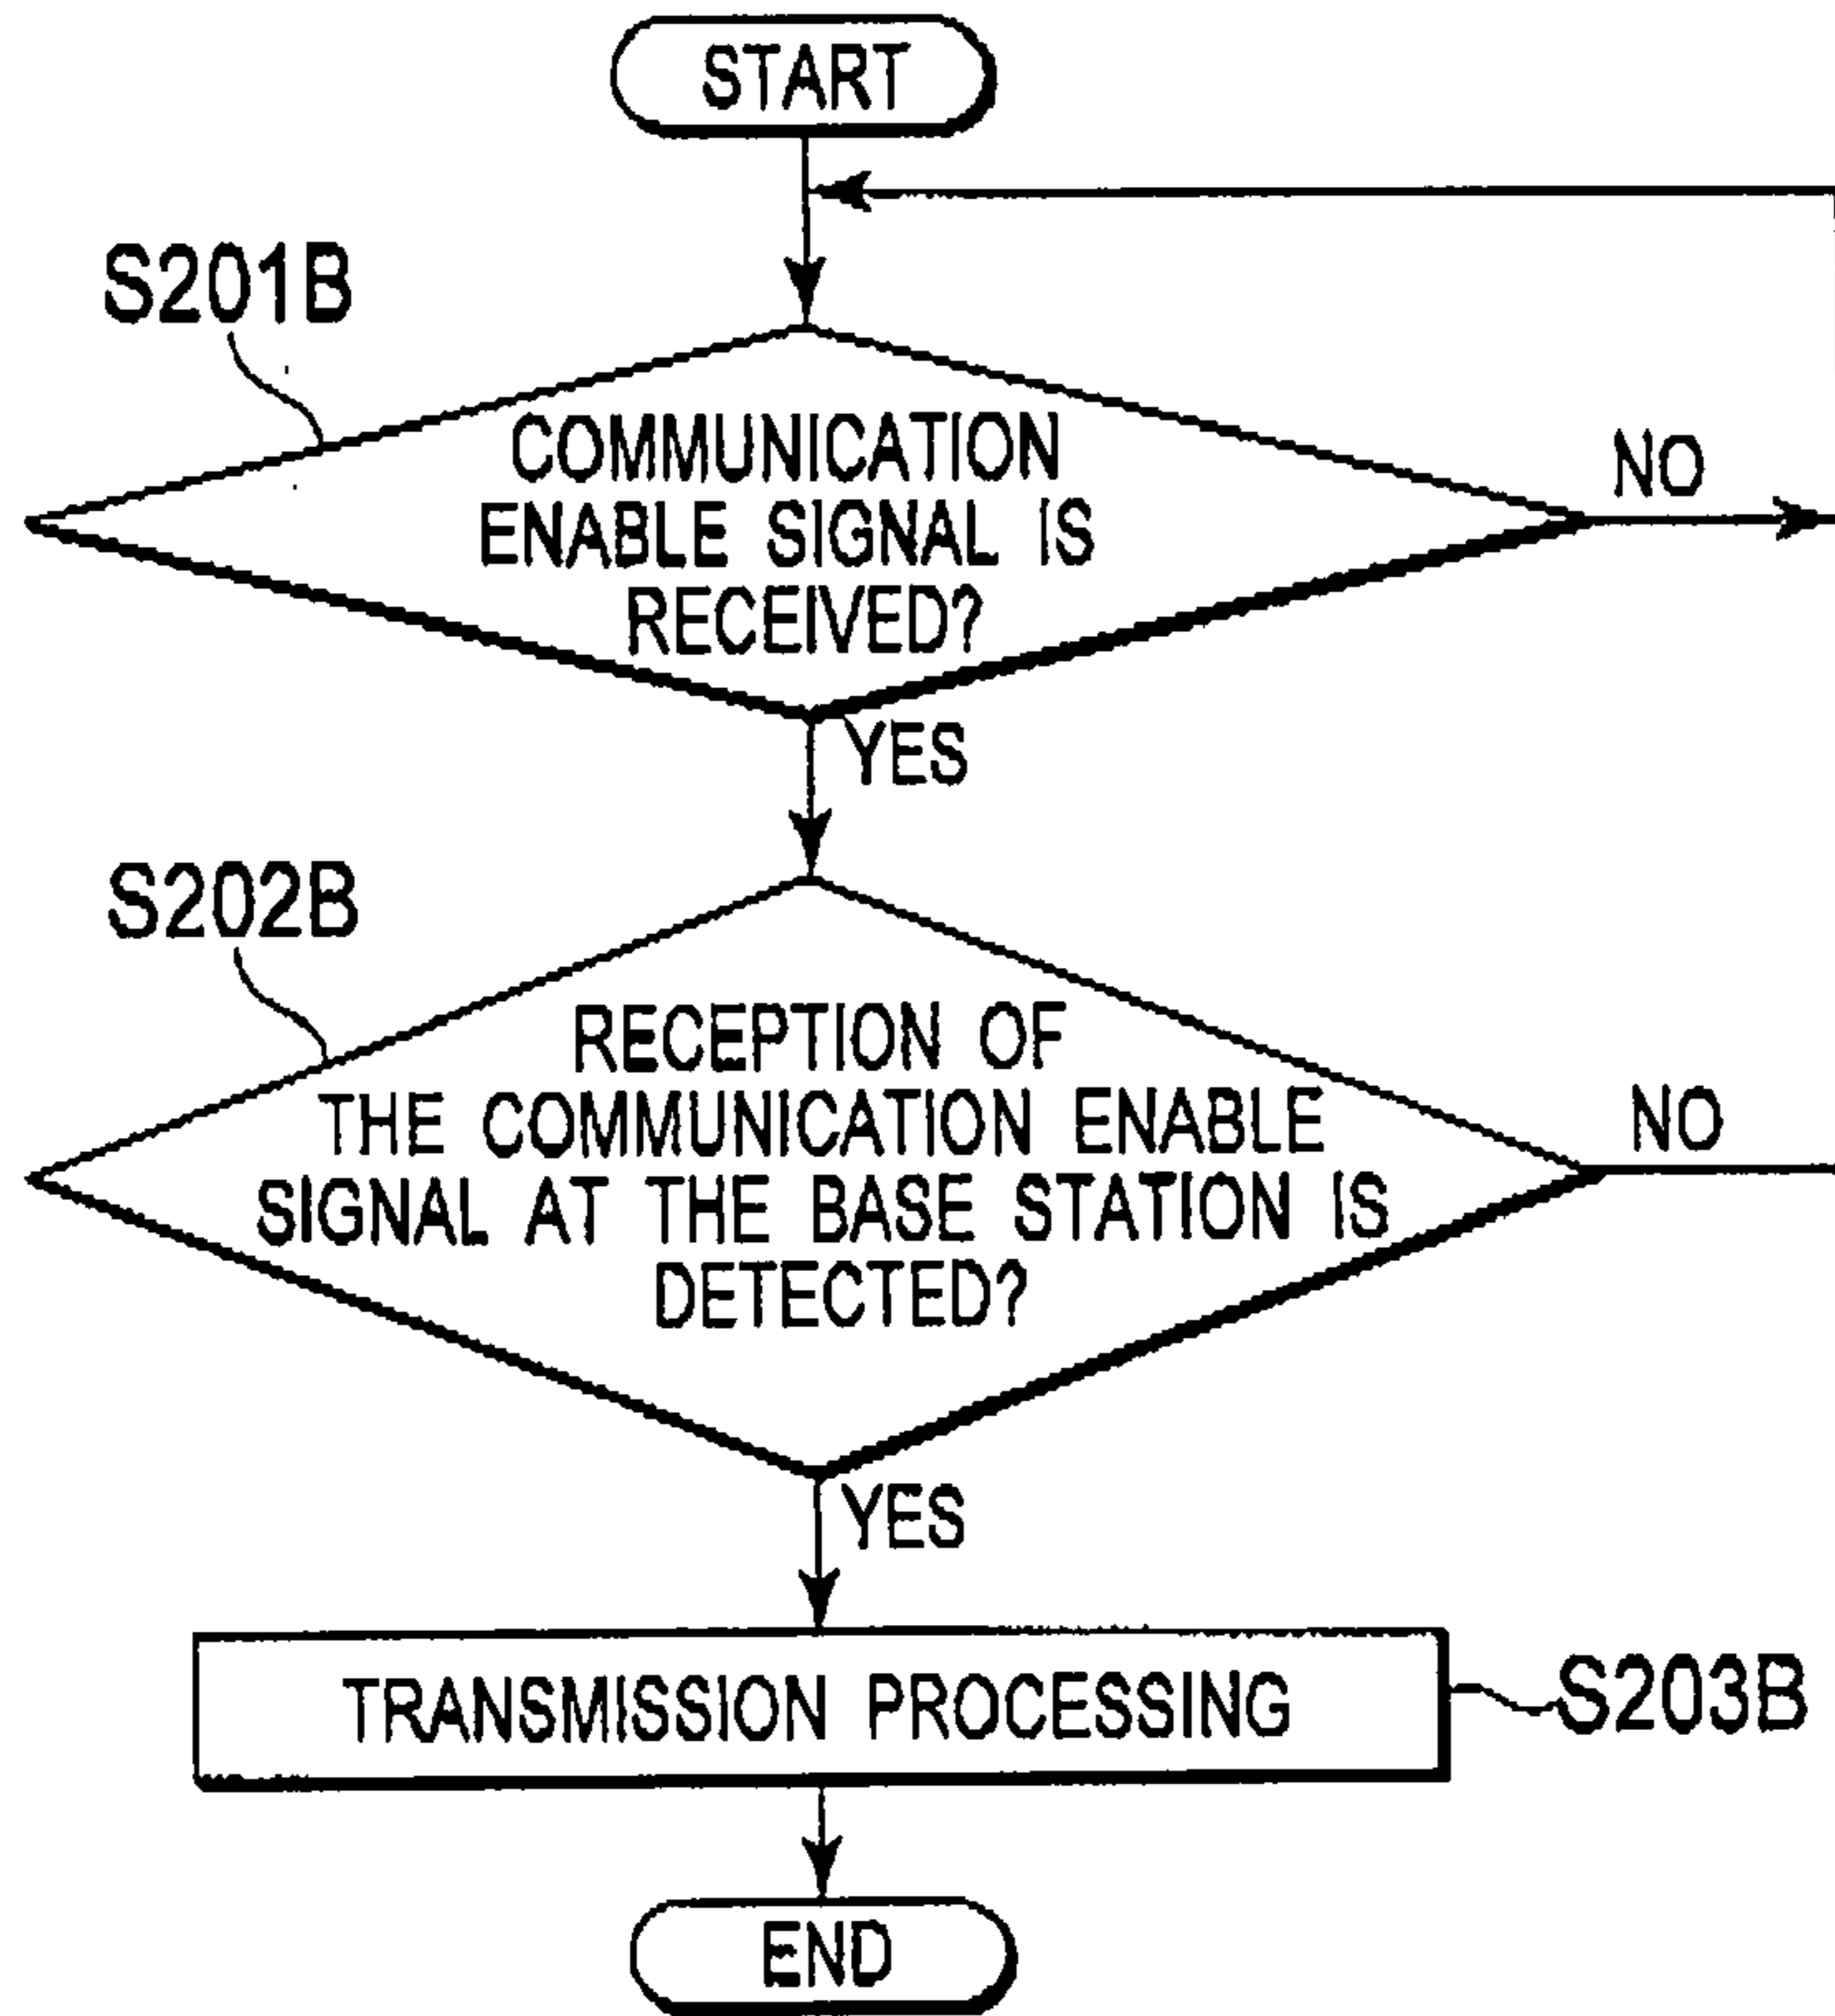 START
S201B
COMMUNICATION
ENABLE SIGNAL IS
RECEIVED?
NO
YES
S202B
RECEPTION OF
THE COMMUNICATION ENABLE
SIGNAL AT THE BASE STATION IS
DETECTED?
NO
YES
TRANSMISSION PROCESSING
S203B
END